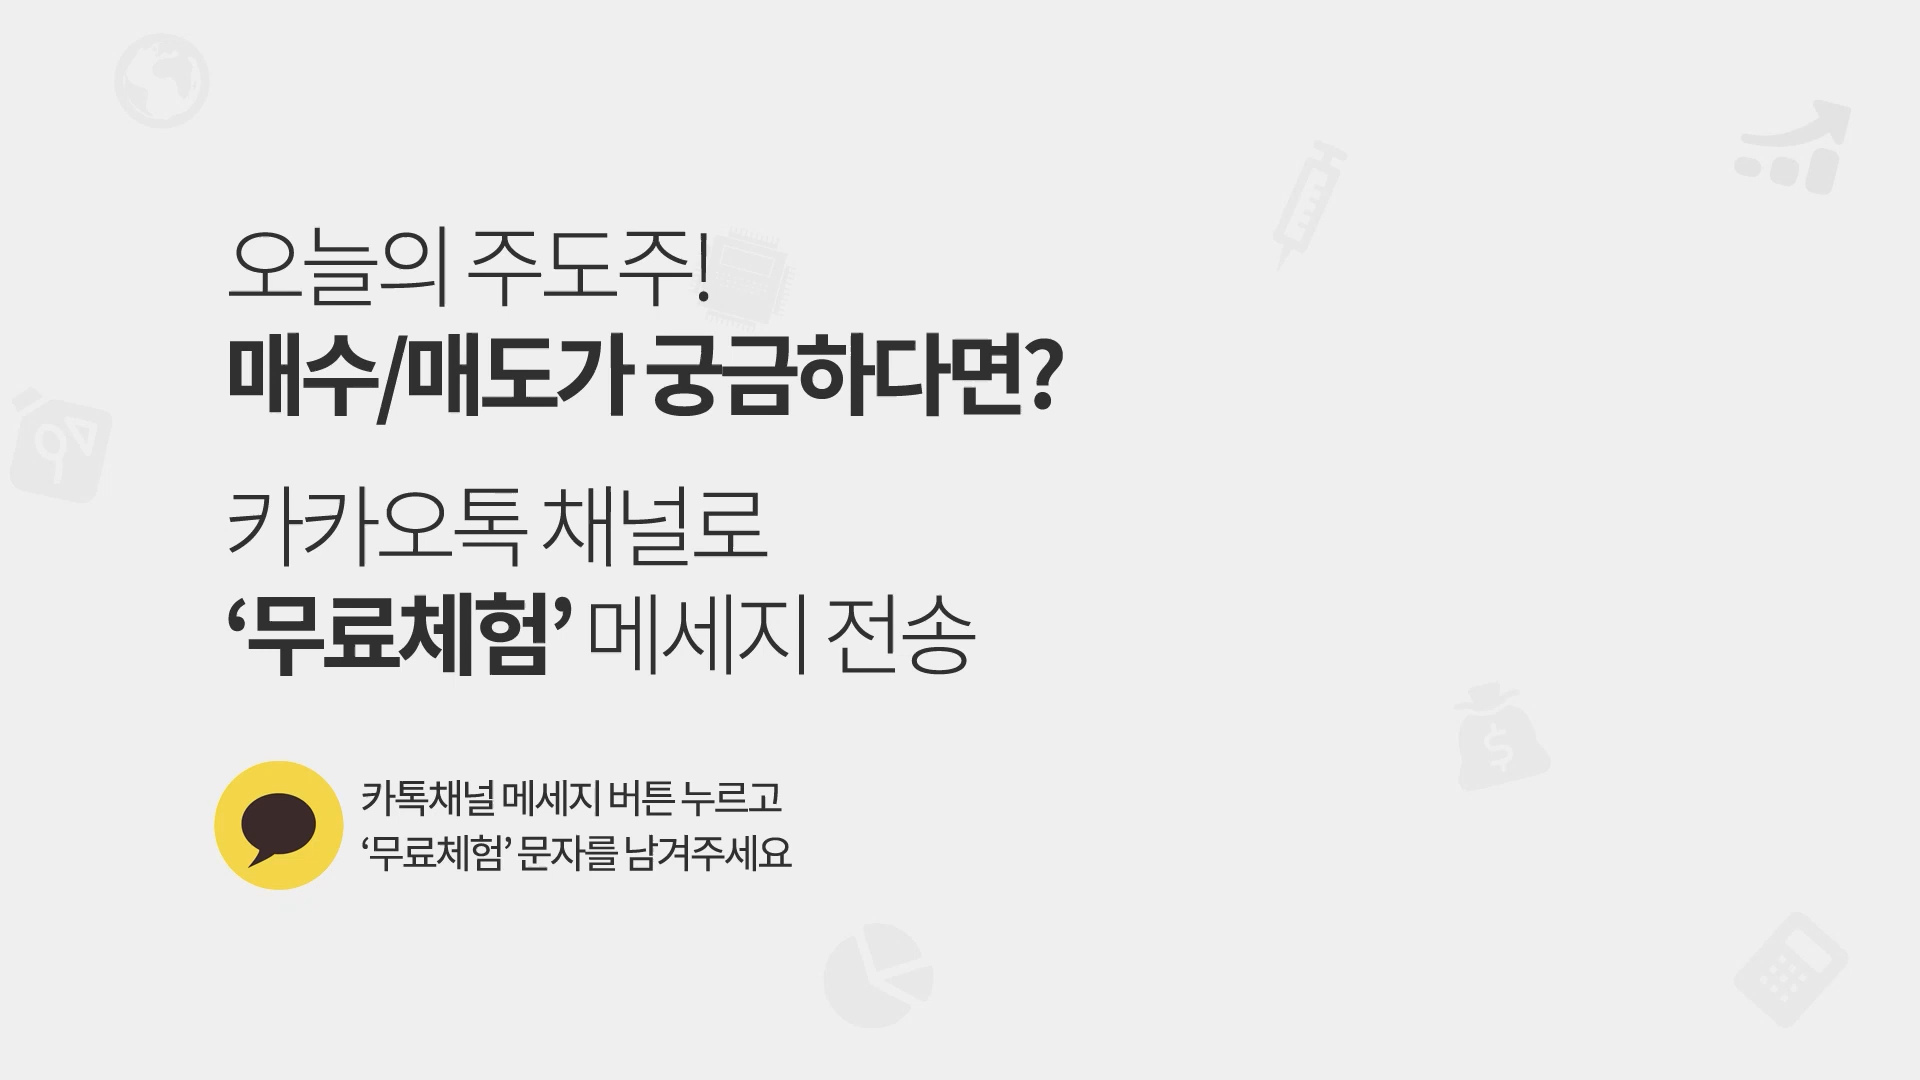 오늘의 주도주!
매수/매도가 궁금하다면?
카카오톡 채널로
‘무료체험’ 메세지 전송
카톡채널 메세지 버튼 누르고
‘무료체험’ 문자를 남겨주세요